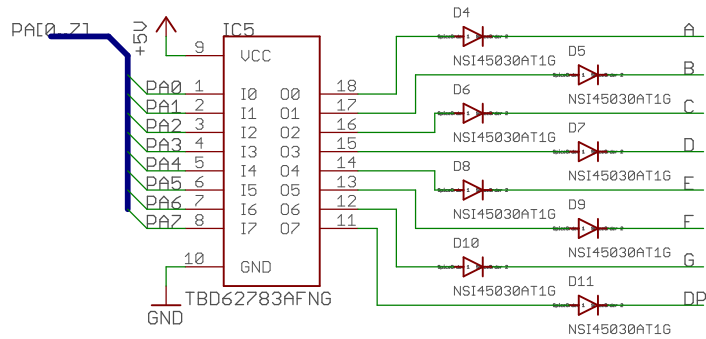 PA[0..7]
+5V
IC5
9 VCC
PA0 1 I0 O0 18
PA1 2 I1 O1 17
PA2 3 I2 O2 16
PA3 4 I3 O3 15
PA4 5 I4 O4 14
PA5 6 I5 O5 13
PA6 7 I6 O6 12
PA7 8 I7 O7 11
10 GND
TBD62783AFNG
GND
D4
NSI45030AT1G
A
D5
NSI45030AT1G
B
D6
NSI45030AT1G
C
D7
NSI45030AT1G
D
D8
NSI45030AT1G
E
D9
NSI45030AT1G
F
D10
NSI45030AT1G
G
D11
NSI45030AT1G
DP